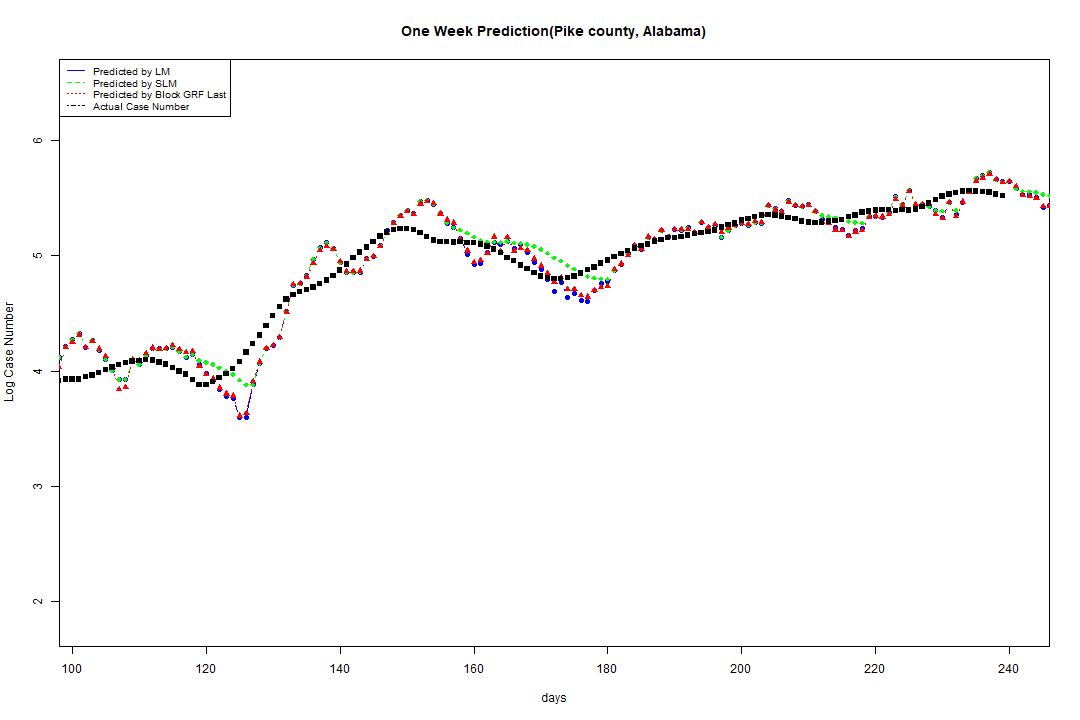 One Week Prediction(Pike county, Alabama)
Predicted by LM
Predicted by SLM
Predicted by Block GRF Last
Actual Case Number
6
5
4
3
2
Log Case Number
100 120 140 160 180 200 220 240
days